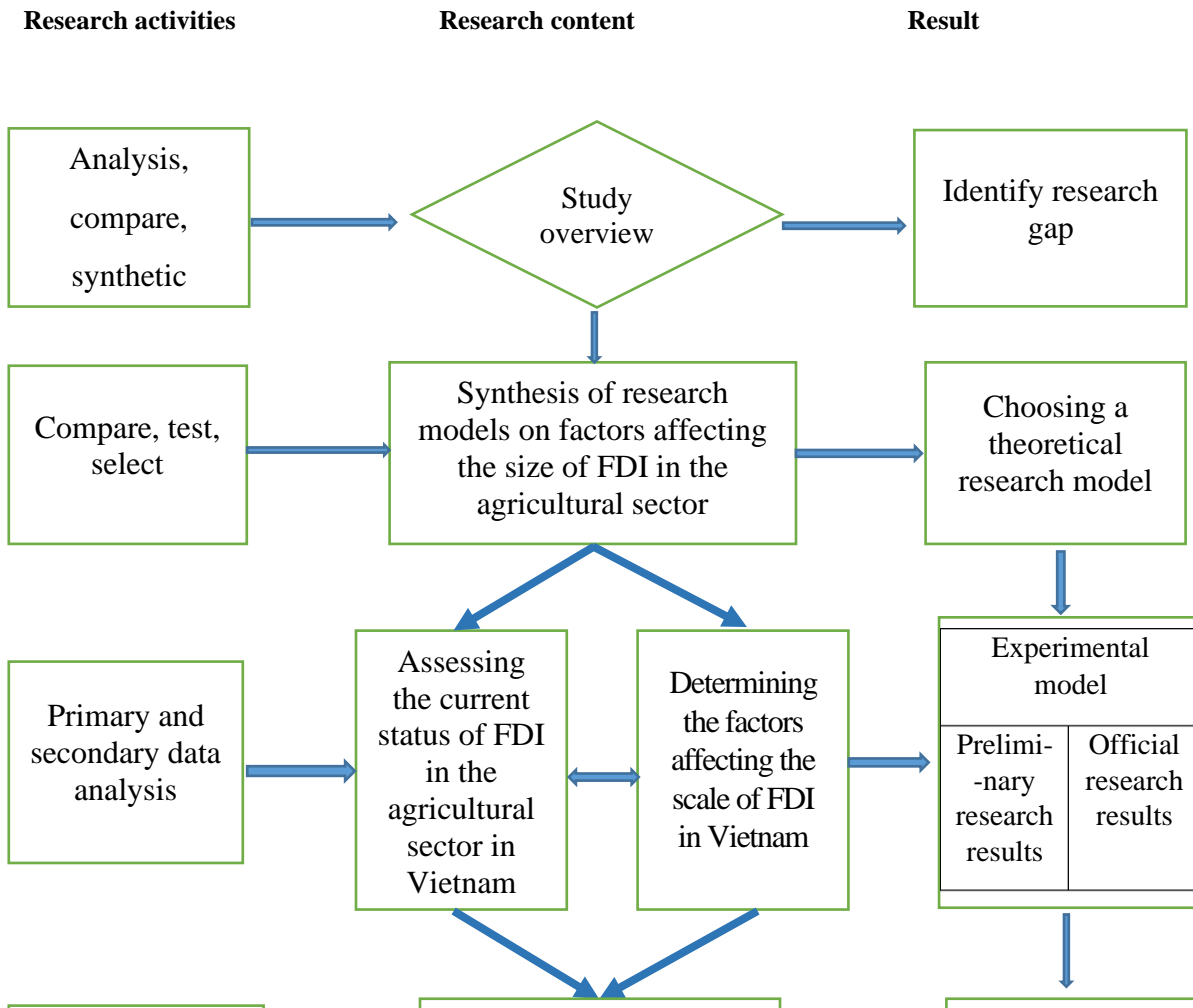 Research activities
Research content
Result
Analysis,
compare,
synthetic
Study
overview
Identify research
gap
Compare, test,
select
Synthesis of research
models on factors affecting
the size of FDI in the
agricultural sector
Choosing a
theoretical
research model
Primary and
secondary data
analysis
Assessing
the current
status of FDI
in the
agricultural
sector in
Vietnam
Determining
the factors
affecting the
scale of FDI
in Vietnam
Experimental
model
Prelimi-
-nary
research
results
Official
research
results